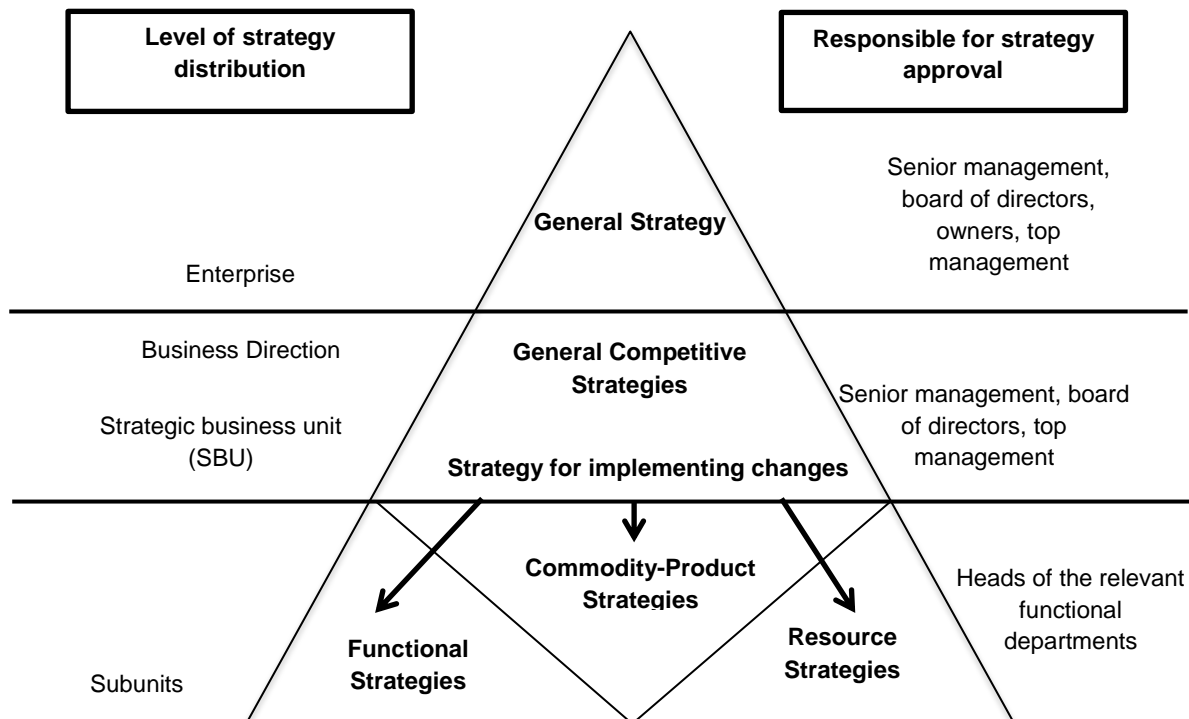 Level of strategy
distribution
Responsible for strategy
approval
Senior management,
board of directors,
owners, top
management
General Strategy
Enterprise
Business Direction
General Competitive
Strategies
Strategic business unit
(SBU)
Senior management, board
of directors, top
management
Strategy for implementing changes
Commodity-Product
Strategies
Heads of the relevant
functional
departments
Functional
Strategies
Resource
Strategies
Subunits